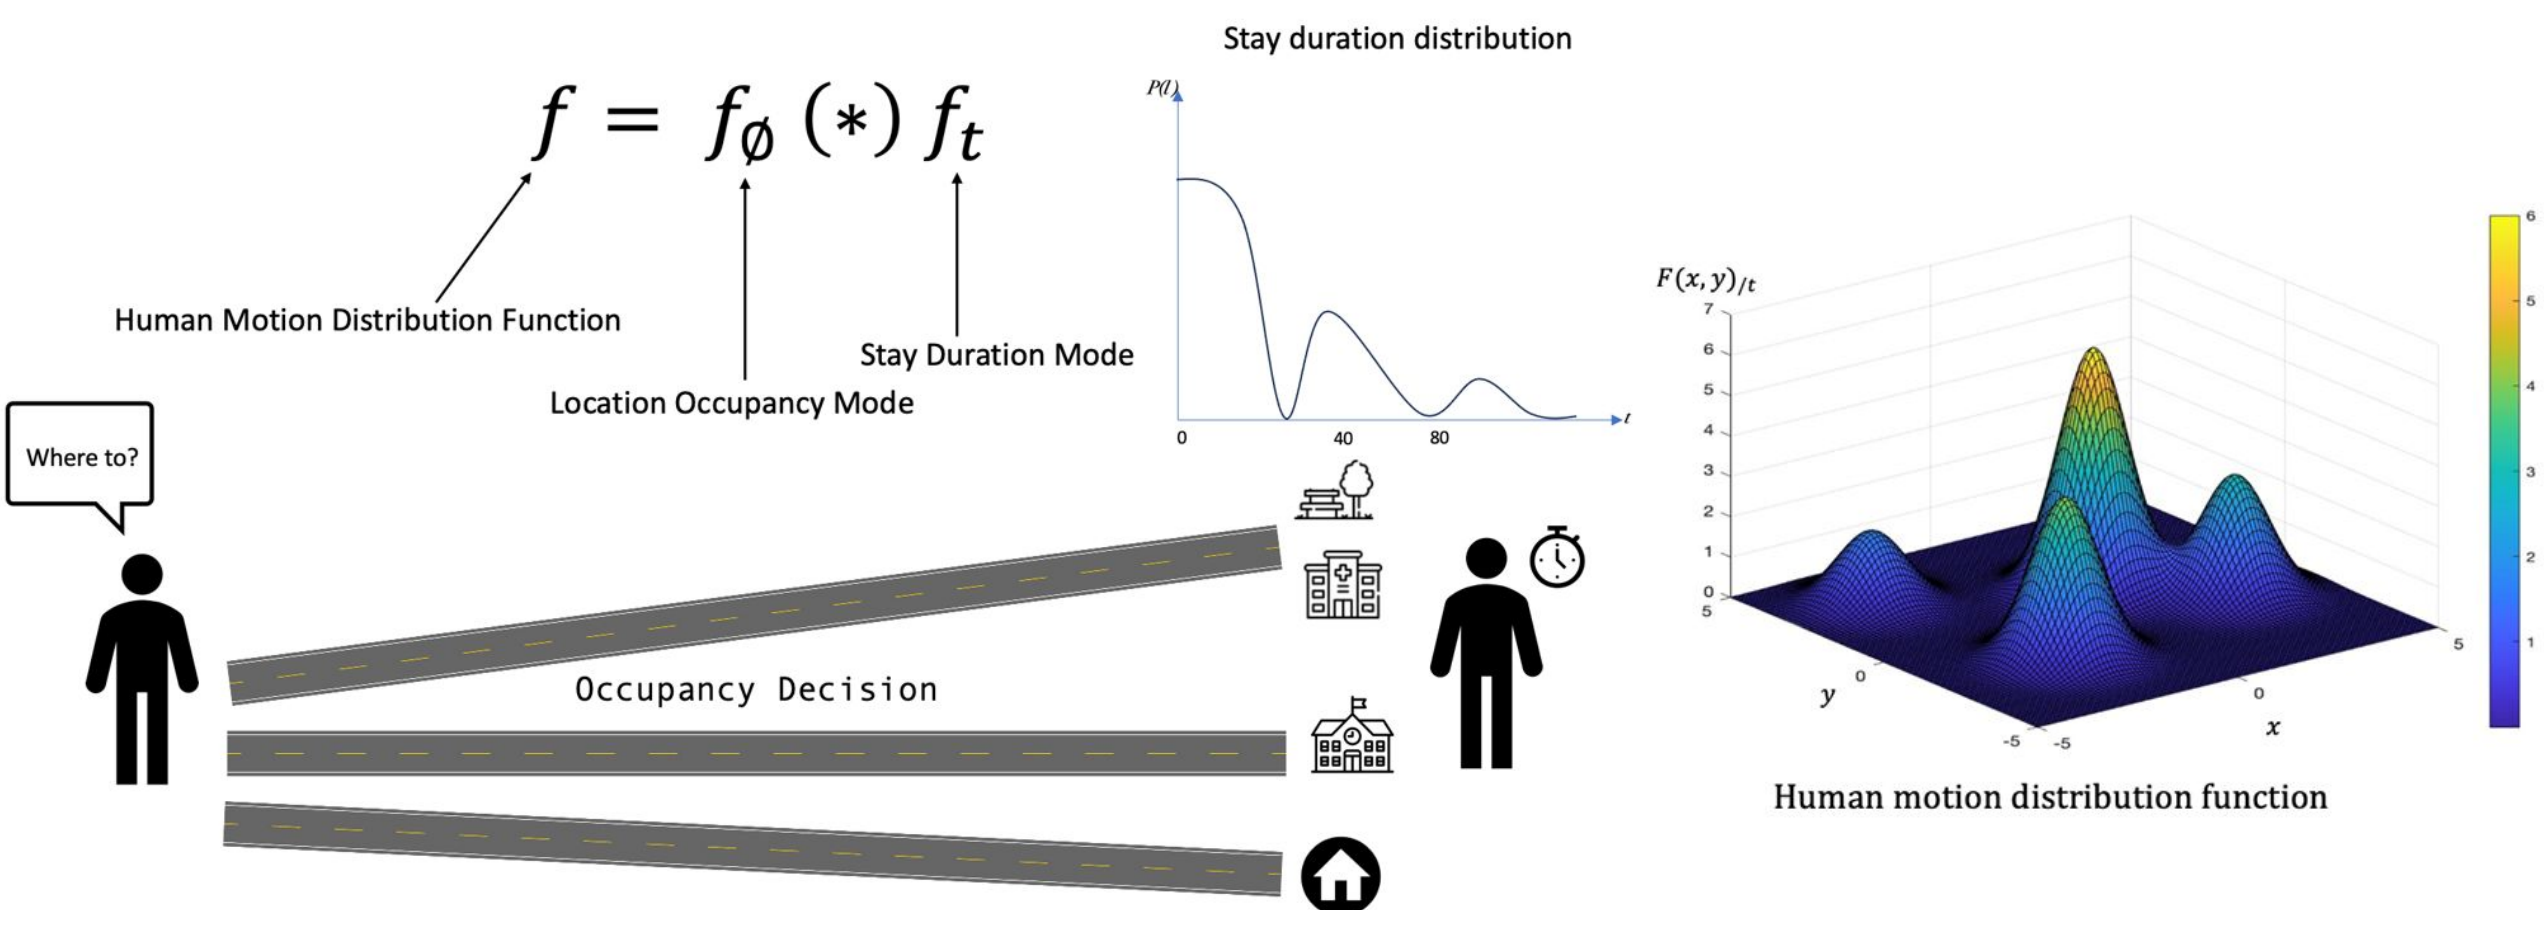 Stay duration distribution
P(l)
f = f∅ (∗) ft
Human Motion Distribution Function
Stay Duration Mode
Location Occupancy Mode
t
0 40 80
Where to?
Occupancy Decision
F(x, y)/t
7
6
5
4
3
2
1
0
5
0
-5
y
-5
0
5
x
6
5
4
3
2
1
Human motion distribution function